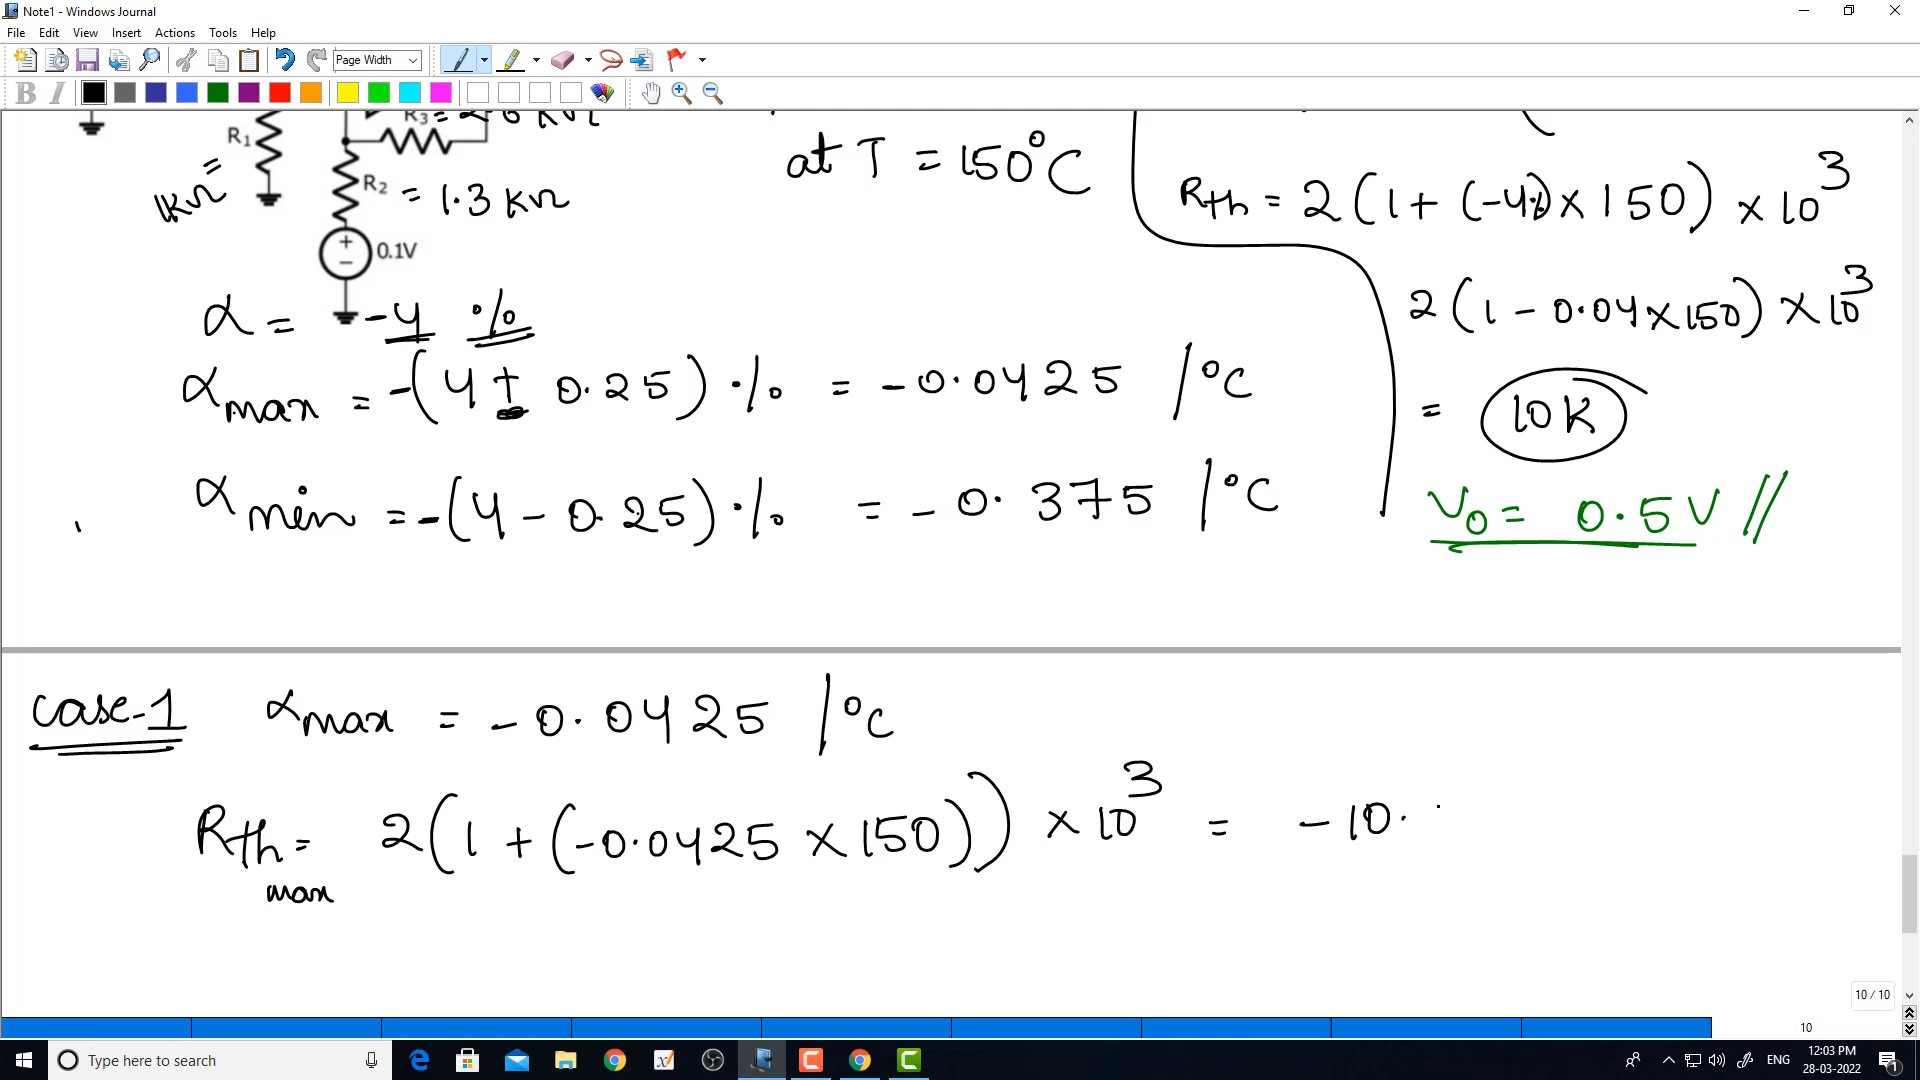 Note1 - Windows Journal
File Edit View Insert Actions Tools Help
Page Width
R1
=
1KΩ
R3 =
R2 = 1.3 KΩ
0.1V
at T = 150°C
Rth = 2(1+(-4%)×150) ×10^3
2(1 - 0.04×150) ×10^3
= 10K
Vo = 0.5V //
α = -4 %
αmax = -(4 ± 0.25) % = -0.0425 /°C
αmin = -(4 - 0.25) % = -0.375 /°C
case-1 αmax = -0.0425 /°C
Rth max = 2(1 + (-0.0425 × 150)) × 10^3 = -10.
10 / 10
10
Type here to search
ENG
12:03 PM
28-03-2022
1